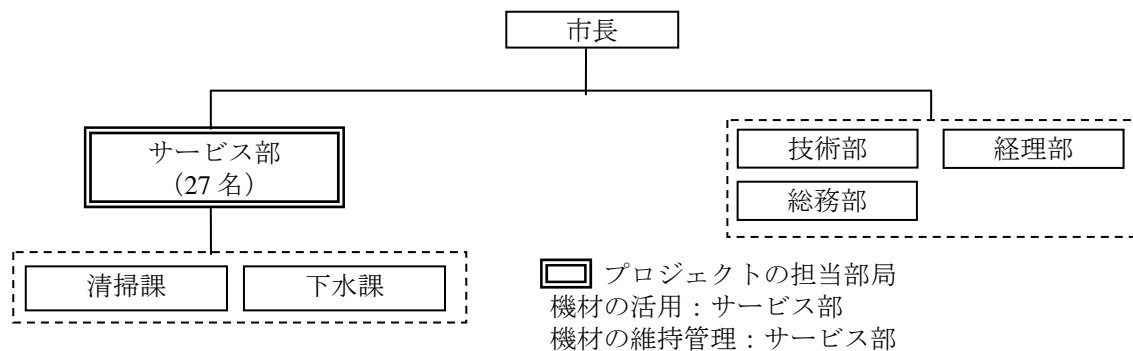 市長
サービス部
（27 名）
技術部
経理部
総務部
清掃課
下水課
プロジェクトの担当部局
機材の活用：サービス部
機材の維持管理：サービス部